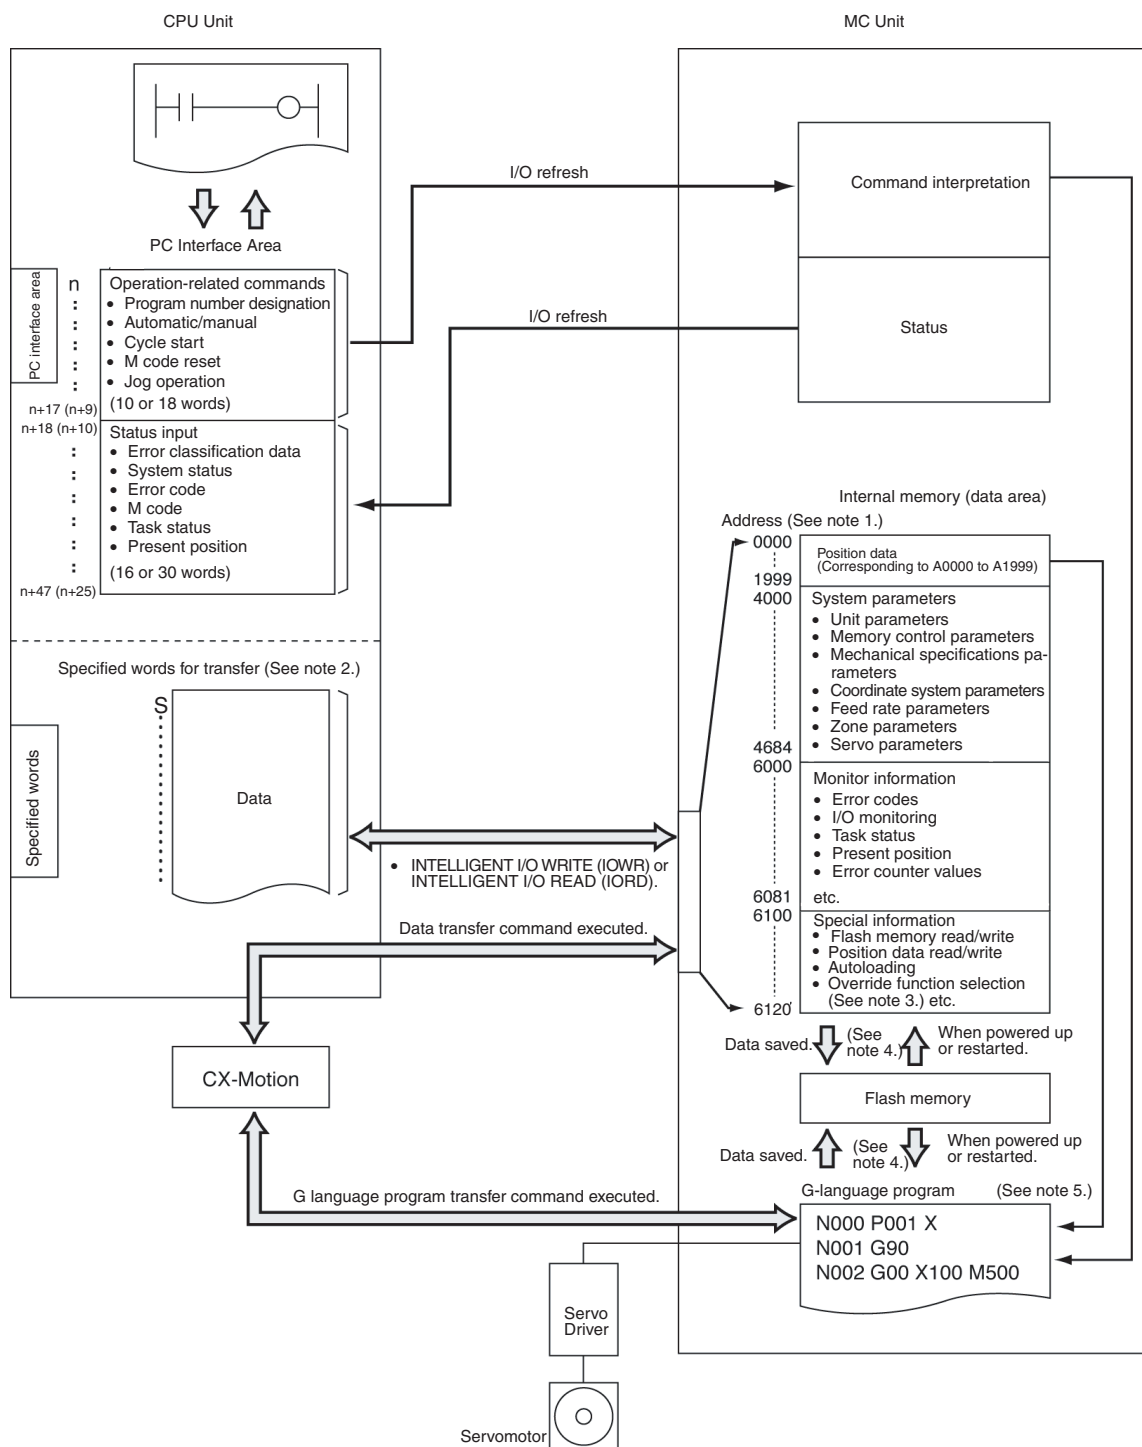 CPU Unit
MC Unit
I/O refresh
Command interpretation
PC Interface Area
PC interface area
n
Operation-related commands
• Program number designation
• Automatic/manual
• Cycle start
• M code reset
• Jog operation
(10 or 18 words)
n+17 (n+9)
I/O refresh
Status
n+18 (n+10)
Status input
• Error classification data
• System status
• Error code
• M code
• Task status
• Present position
(16 or 30 words)
n+47 (n+25)
Internal memory (data area)
Address (See note 1.)
0000
Position data
(Corresponding to A0000 to A1999)
1999
4000
System parameters
• Unit parameters
• Memory control parameters
• Mechanical specifications pa-
rameters
• Coordinate system parameters
• Feed rate parameters
• Zone parameters
• Servo parameters
4684
6000
Monitor information
• Error codes
• I/O monitoring
• Task status
• Present position
• Error counter values
etc.
6081
6100
Special information
• Flash memory read/write
• Position data read/write
• Autoloading
• Override function selection
(See note 3.) etc.
6120
Specified words for transfer (See note 2.)
S
Specified words
Data
• INTELLIGENT I/O WRITE (IOWR) or
INTELLIGENT I/O READ (IORD).
Data transfer command executed.
CX-Motion
Data saved.
(See
note 4.)
When powered up
or restarted.
Flash memory
Data saved.
(See
note 4.)
When powered up
or restarted.
G language program transfer command executed.
G-language program
(See note 5.)
N000 P001 X
N001 G90
N002 G00 X100 M500
Servo
Driver
Servomotor